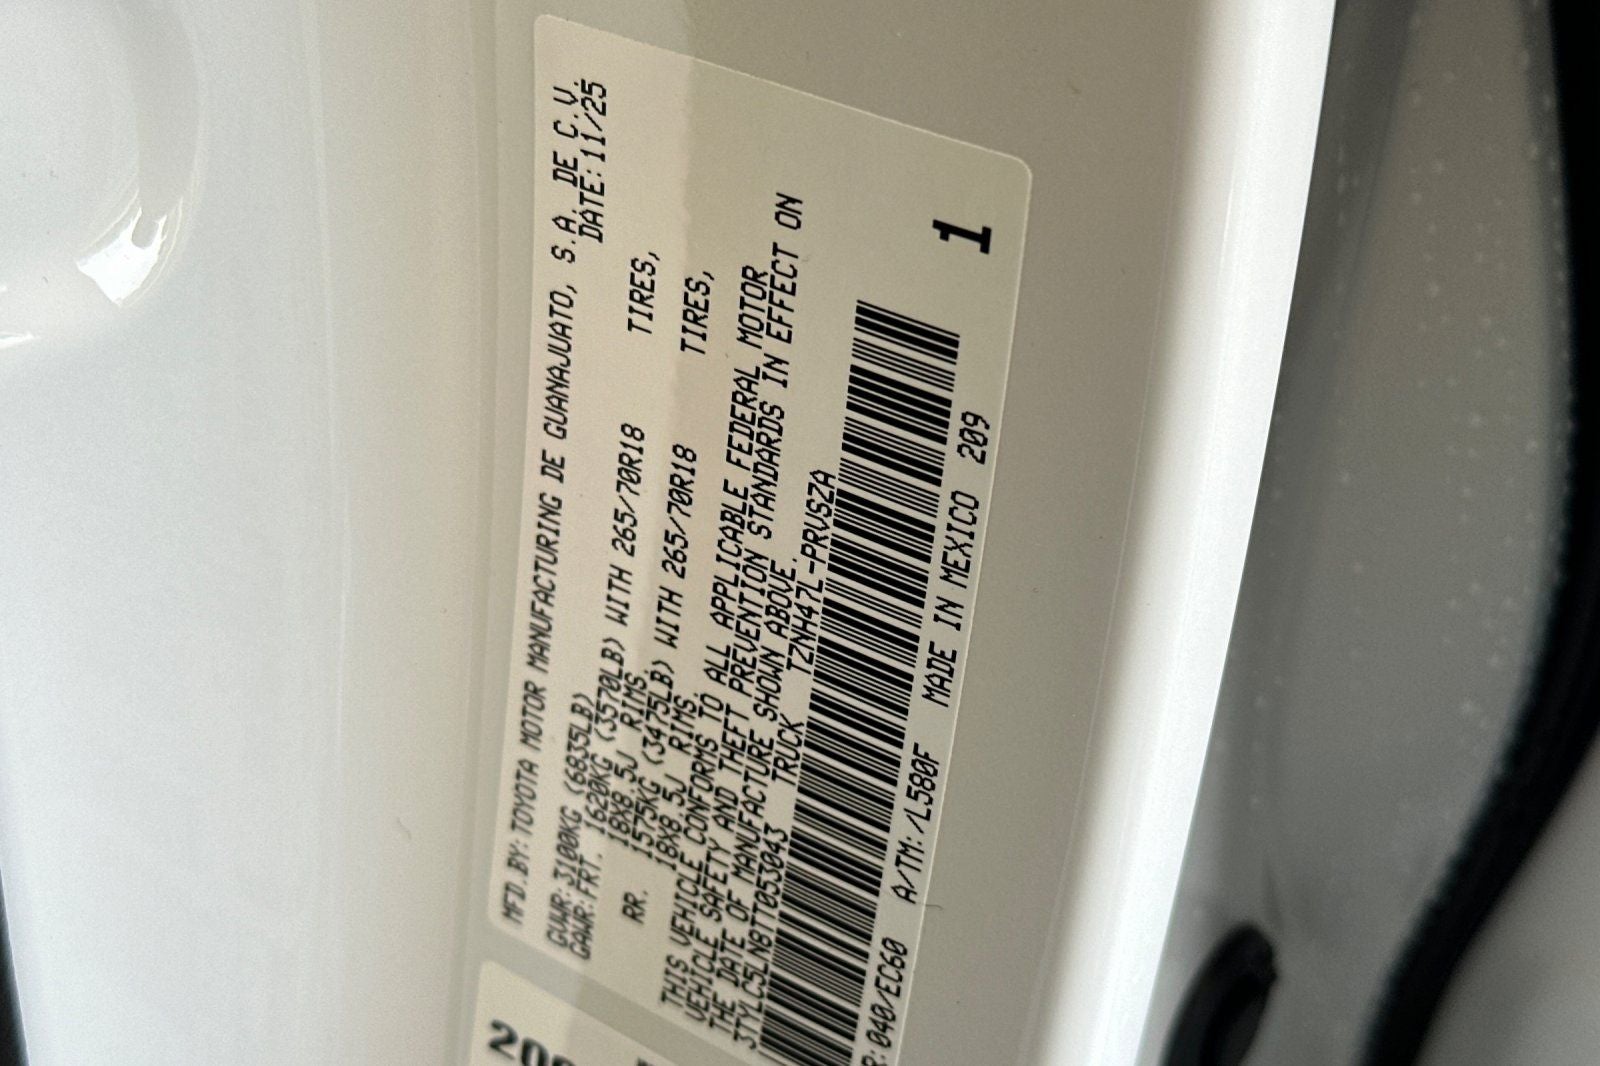 MFD.BY:TOYOTA MOTOR MANUFACTURING DE GUANAJUATO, S.A. DE C.V.
DATE:11/25
GVWR:3100KG (6835LB)
GAWR:FRT. 1620KG (3570LB) WITH 265/70R18 TIRES,
18X8.5J RIMS.
RR. 1575KG (3475LB) WITH 265/70R18 TIRES,
18X8.5J RIMS.
THIS VEHICLE CONFORMS TO ALL APPLICABLE FEDERAL MOTOR
VEHICLE SAFETY AND THEFT PREVENTION STANDARDS IN EFFECT ON
THE DATE OF MANUFACTURE SHOWN ABOVE.
3TYLC5LN8TT053043 TRUCK TZNH47L-PRVSZA
R:040/EC60 A/TM:/L580F MADE IN MEXICO 209
1